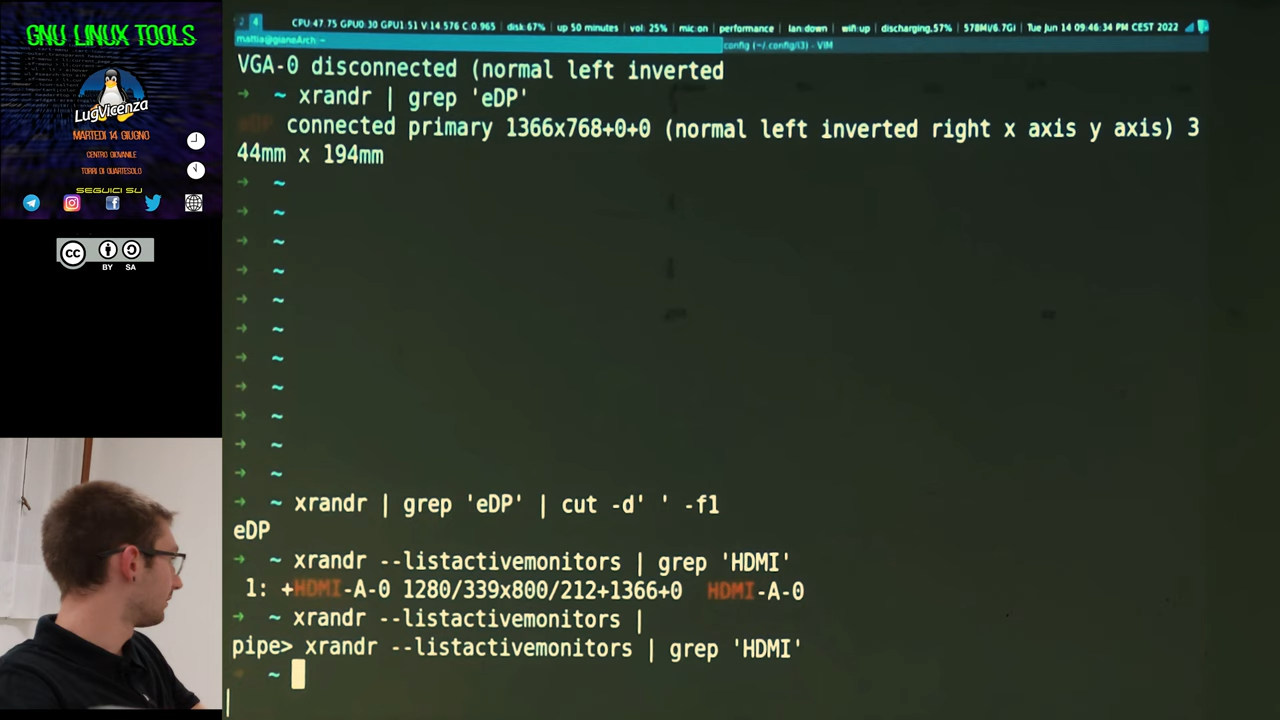 GNU LINUX TOOLS
LugVicenza
MARTEDI 14 GIUGNO
CENTRO GIOVANILE
TORRI DI QUARTESOLO
SEGUICI SU
cc
BY SA
2 4 CPU:47.75 GPU0:30 GPU1:51 V:14.576 C:0.965 disk:67% up 50 minutes vol: 25% mic:on performance lan:down wifi:up discharging,57% 578Mi/6.7Gi Tue Jun 14 09:46:34 PM CEST 2022
mattia@gianoArch:~ config (~/.config/i3) - VIM
VGA-0 disconnected (normal left inverted
➜ ~ xrandr | grep 'eDP'
eDP connected primary 1366x768+0+0 (normal left inverted right x axis y axis) 3
44mm x 194mm
➜ ~
➜ ~
➜ ~
➜ ~
➜ ~
➜ ~
➜ ~
➜ ~
➜ ~
➜ ~
➜ ~
➜ ~ xrandr | grep 'eDP' | cut -d' ' -f1
eDP
➜ ~ xrandr --listactivemonitors | grep 'HDMI'
1: +HDMI-A-0 1280/339x800/212+1366+0 HDMI-A-0
➜ ~ xrandr --listactivemonitors |
pipe> xrandr --listactivemonitors | grep 'HDMI'
➜ ~